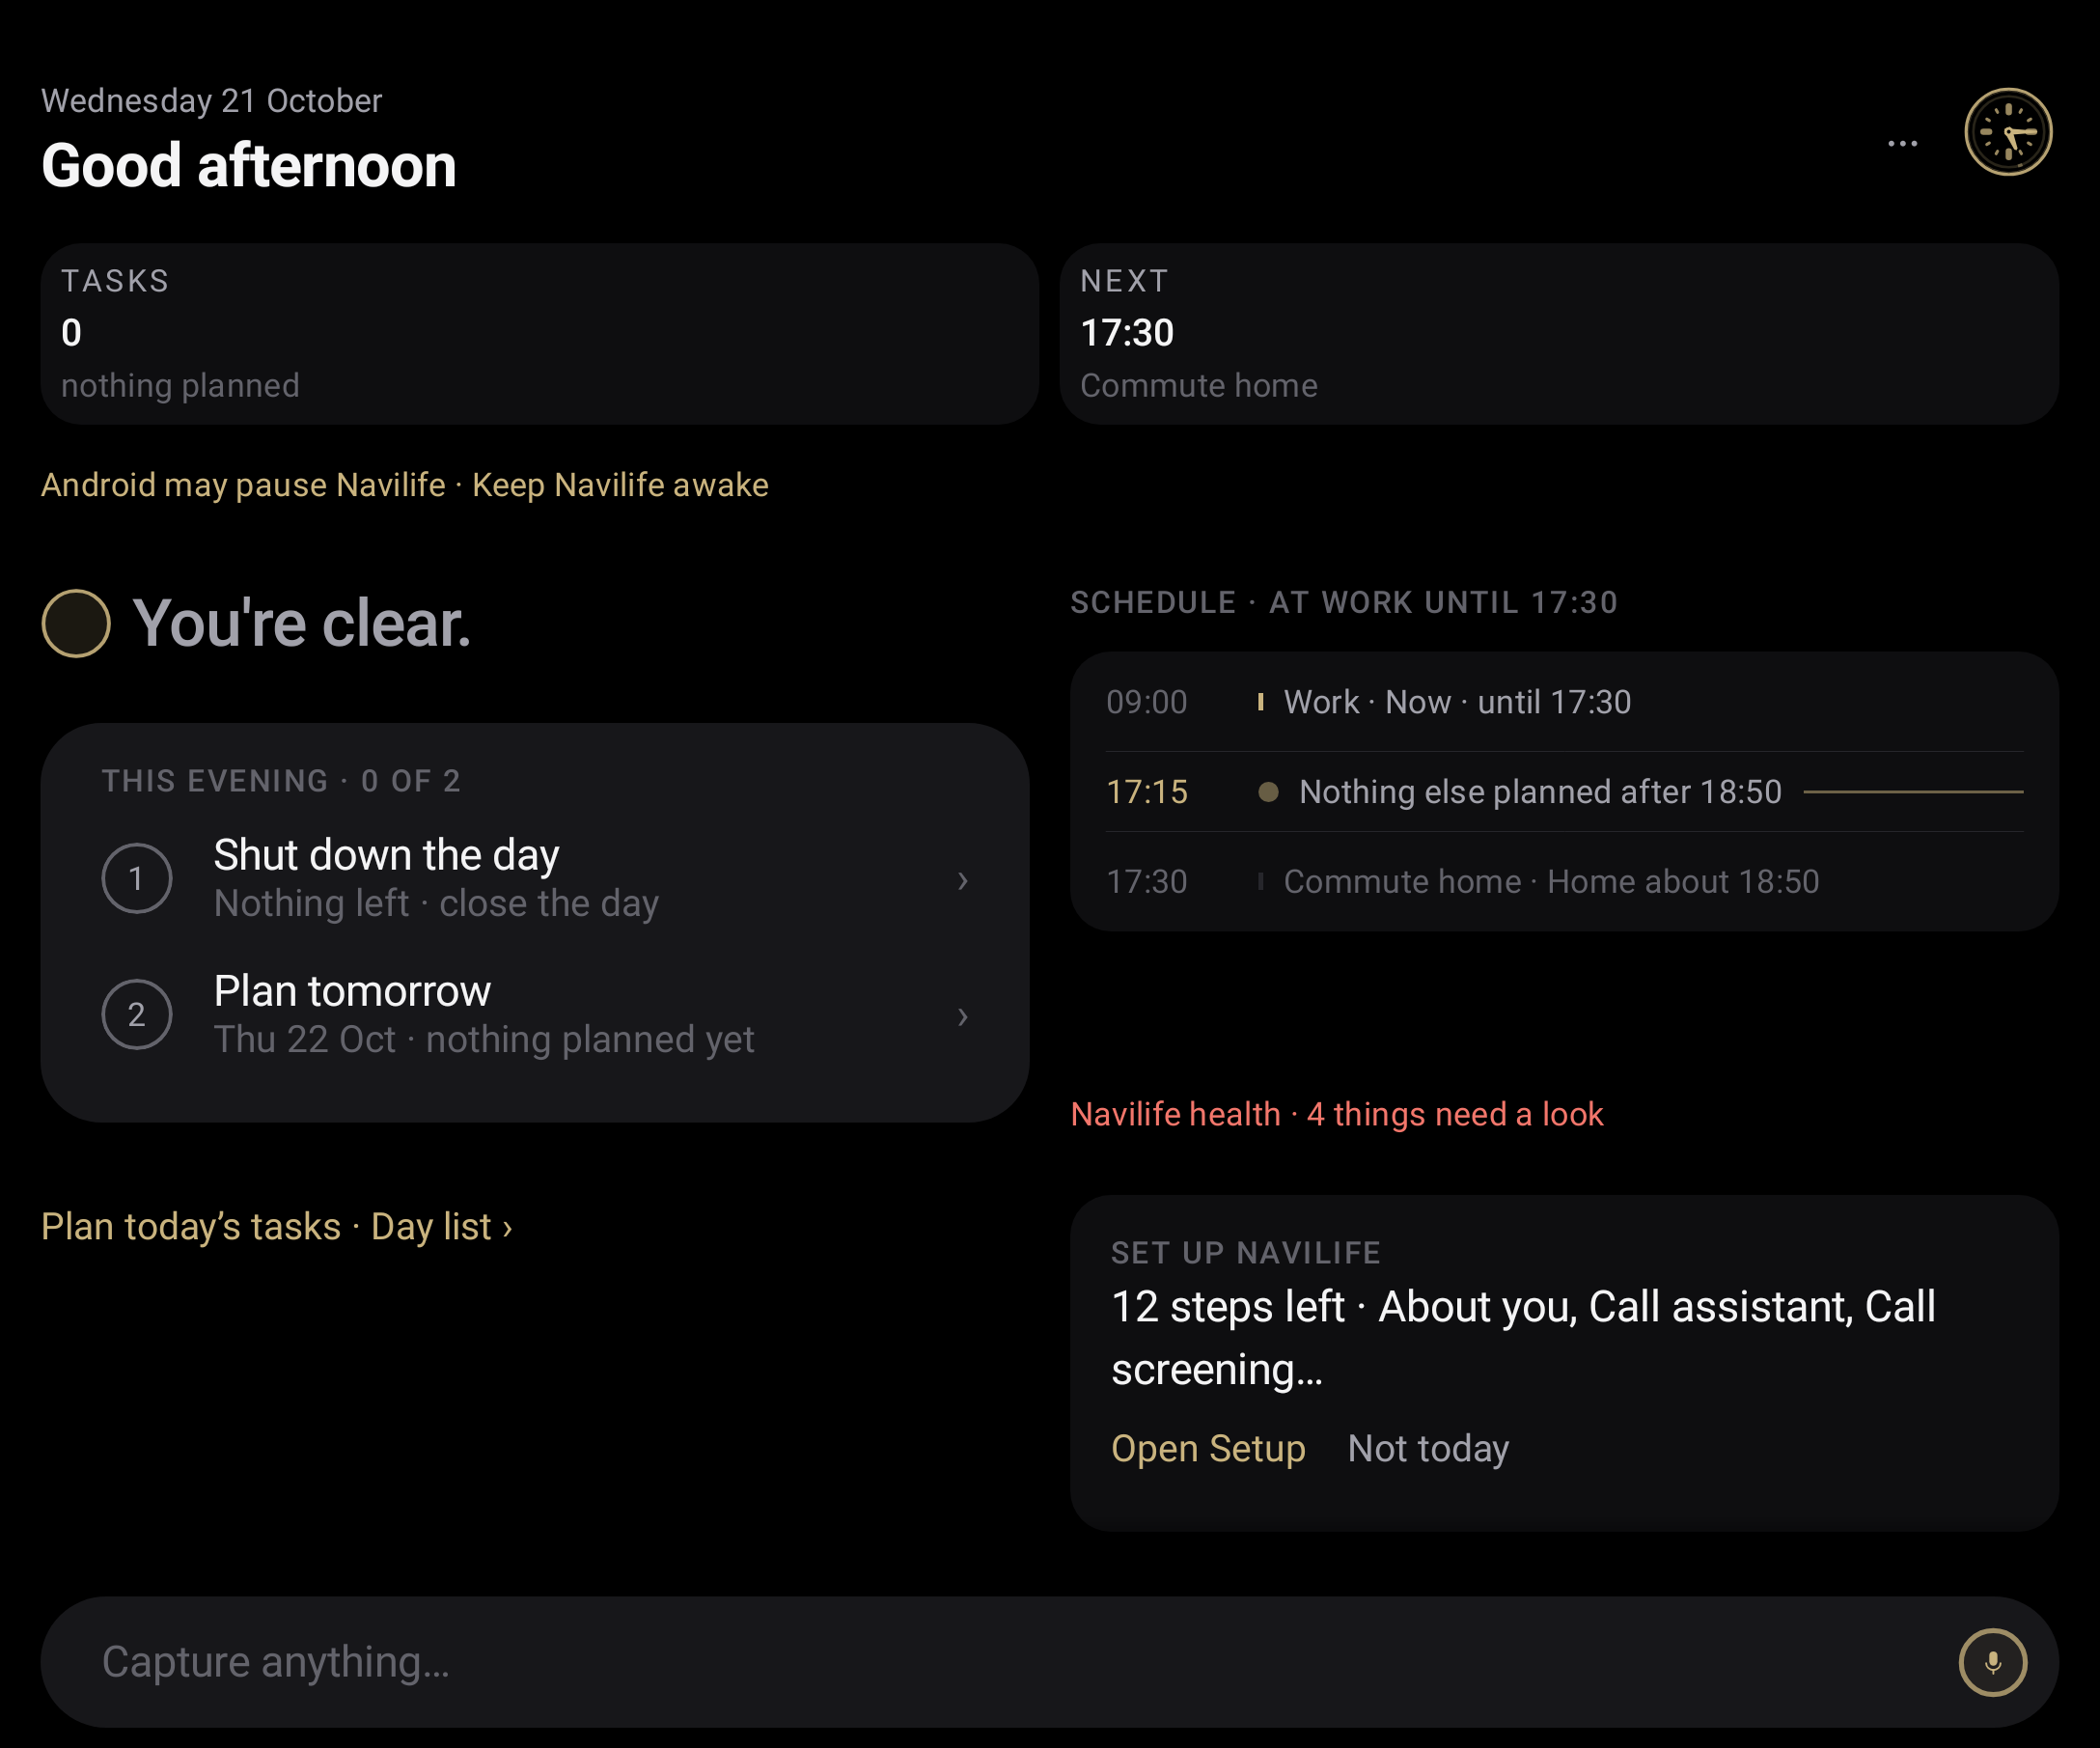 Wednesday 21 October
Good afternoon
...
TASKS
0
nothing planned
NEXT
17:30
Commute home
Android may pause Navilife · Keep Navilife awake
You're clear.
THIS EVENING · 0 OF 2
1
Shut down the day
Nothing left · close the day
›
2
Plan tomorrow
Thu 22 Oct · nothing planned yet
›
Plan today’s tasks · Day list ›
SCHEDULE · AT WORK UNTIL 17:30
09:00 Work · Now · until 17:30
17:15 Nothing else planned after 18:50
17:30 Commute home · Home about 18:50
Navilife health · 4 things need a look
SET UP NAVILIFE
12 steps left · About you, Call assistant, Call
screening…
Open Setup Not today
Capture anything…